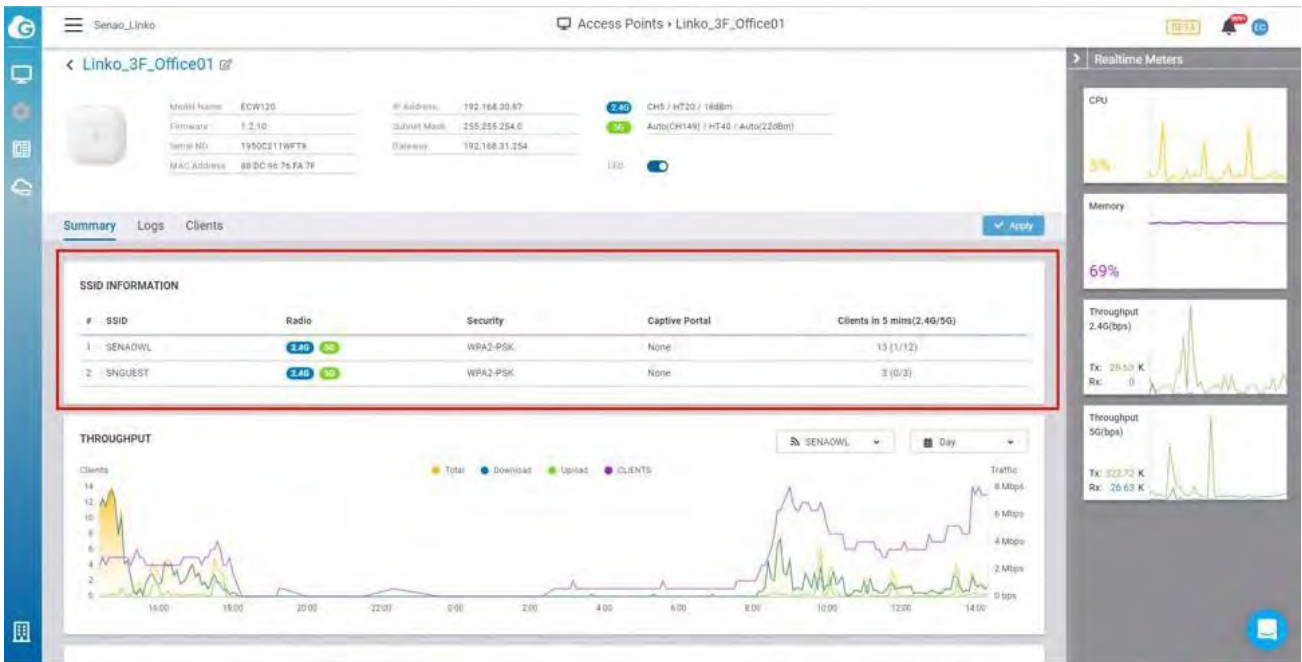 Senao_Linko
Access Points › Linko_3F_Office01
BETA
EC
Realtime Meters
‹ Linko_3F_Office01
Model Name ECW120
IP Address 192.168.30.87
2.4G CH5 / HT20 / 18dBm
Firmware 1.2.10
Subnet Mask 255.255.254.0
5G Auto(CH149) / HT40 / Auto(22dBm)
Serial NO.
Gateway 192.168.31.254
MAC Address 88:DC:96:76:FA:7F
LED
Summary Logs Clients
Apply
SSID INFORMATION
# SSID Radio Security Captive Portal Clients in 5 mins(2.4G/5G)
1 SENAOWL 2.4G 5G WPA2-PSK None 13 (1/12)
2 SNGUEST 2.4G 5G WPA2-PSK None 3 (0/3)
THROUGHPUT
SENAOWL
Day
Clients
Total Download Upload CLIENTS
Traffic
14
12
10
8
6
4
2
0
8 Mbps
6 Mbps
4 Mbps
2 Mbps
0 bps
16:00 18:00 20:00 22:00 0:00 2:00 4:00 6:00 8:00 10:00 12:00 14:00
CPU
5%
Memory
69%
Throughput
2.4G(bps)
Tx: K
Rx: 0
Throughput
5G(bps)
Tx: 322.72 K
Rx: 26.63 K